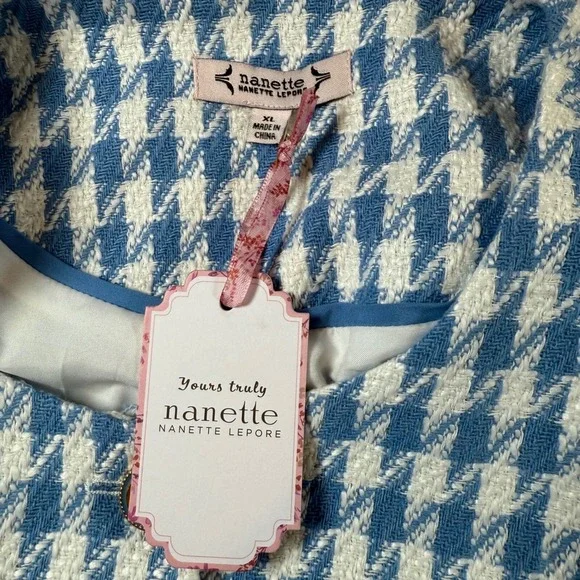 nanette
NANETTE LEPORE
XL
MADE IN
CHINA
Yours truly
nanette
NANETTE LEPORE